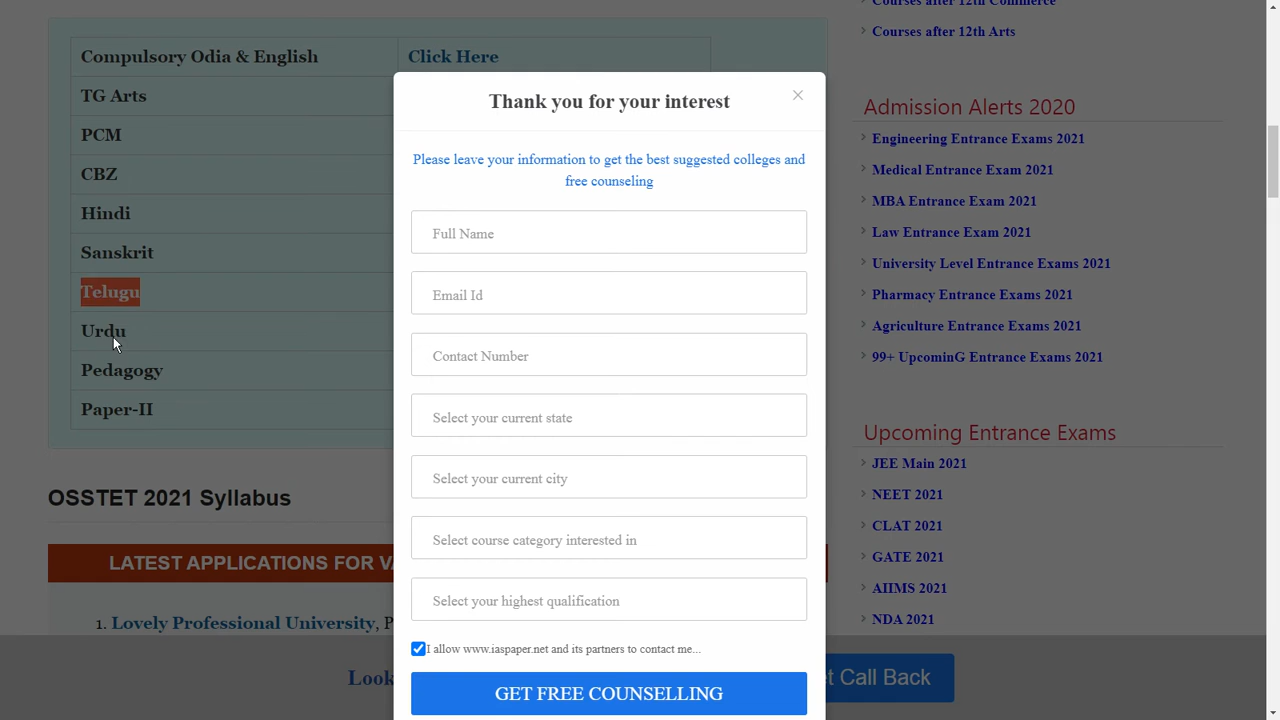 Compulsory Odia & English
Click Here
TG Arts
PCM
CBZ
Hindi
Sanskrit
Telugu
Urdu
Pedagogy
Paper-II
OSSTET 2021 Syllabus
LATEST APPLICATIONS FOR
1. Lovely Professional University, P
Look
Thank you for your interest
×
Please leave your information to get the best suggested colleges and
free counseling
Full Name
Email Id
Contact Number
Select your current state
Select your current city
Select course category interested in
Select your highest qualification
I allow www.iaspaper.net and its partners to contact me...
GET FREE COUNSELLING
Courses after 12th Commerce
Courses after 12th Arts
Admission Alerts 2020
Engineering Entrance Exams 2021
Medical Entrance Exam 2021
MBA Entrance Exam 2021
Law Entrance Exam 2021
University Level Entrance Exams 2021
Pharmacy Entrance Exams 2021
Agriculture Entrance Exams 2021
99+ UpcominG Entrance Exams 2021
Upcoming Entrance Exams
JEE Main 2021
NEET 2021
CLAT 2021
GATE 2021
AIIMS 2021
NDA 2021
t Call Back